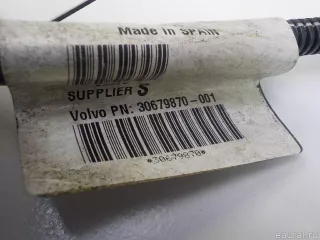 Made in SPAIN
SUPPLIER S
Volvo PN: 30679870-001
*30679870*